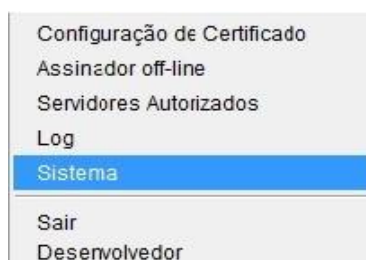 Configuração de Certificado
Assinador off-line
Servidores Autorizados
Log
Sistema
Sair
Desenvolvedor